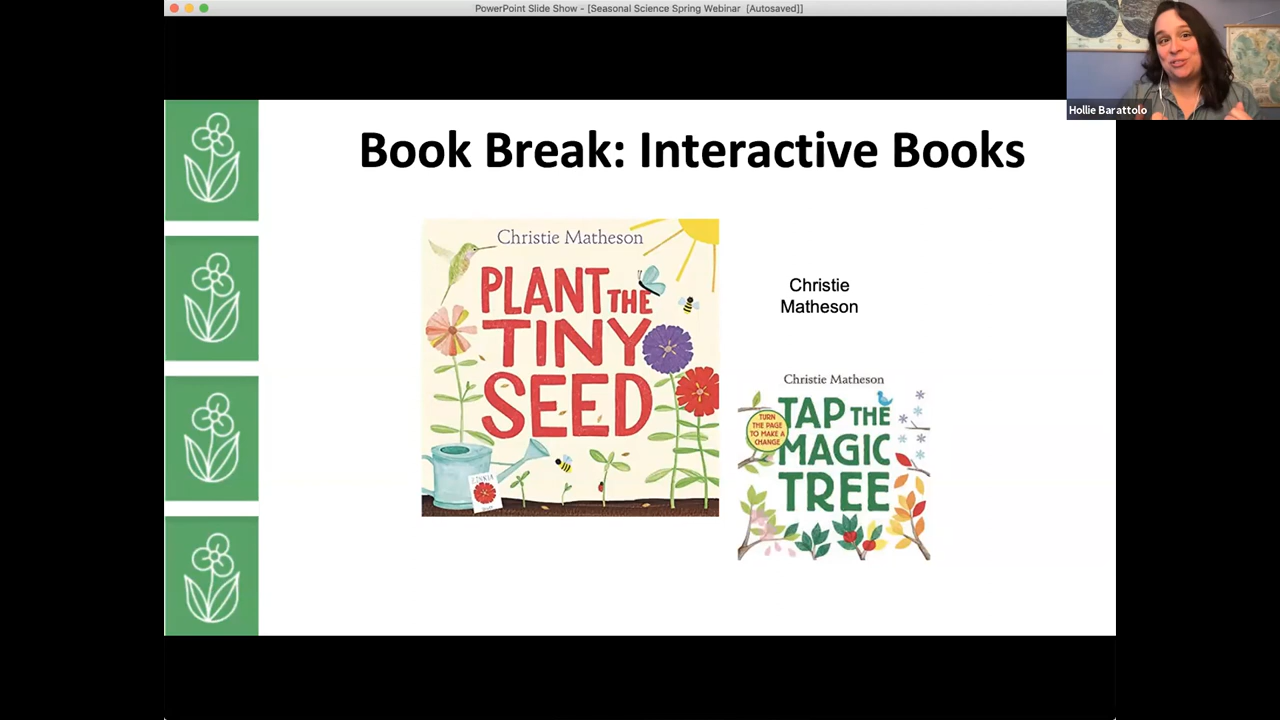 PowerPoint Slide Show - [Seasonal Science Spring Webinar [Autosaved]]
Hollie Barattolo
Book Break: Interactive Books
Christie Matheson
PLANT THE
TINY
SEED
ZINNIA
Christie
Matheson
Christie Matheson
TURN
THE PAGE
TO MAKE A
CHANGE
TAP THE
MAGIC
TREE